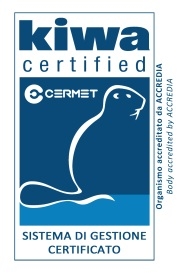 kiwa
certified
CERMET
SISTEMA DI GESTIONE
CERTIFICATO
Organismo accreditato da ACCREDIA
Body accredited by ACCREDIA